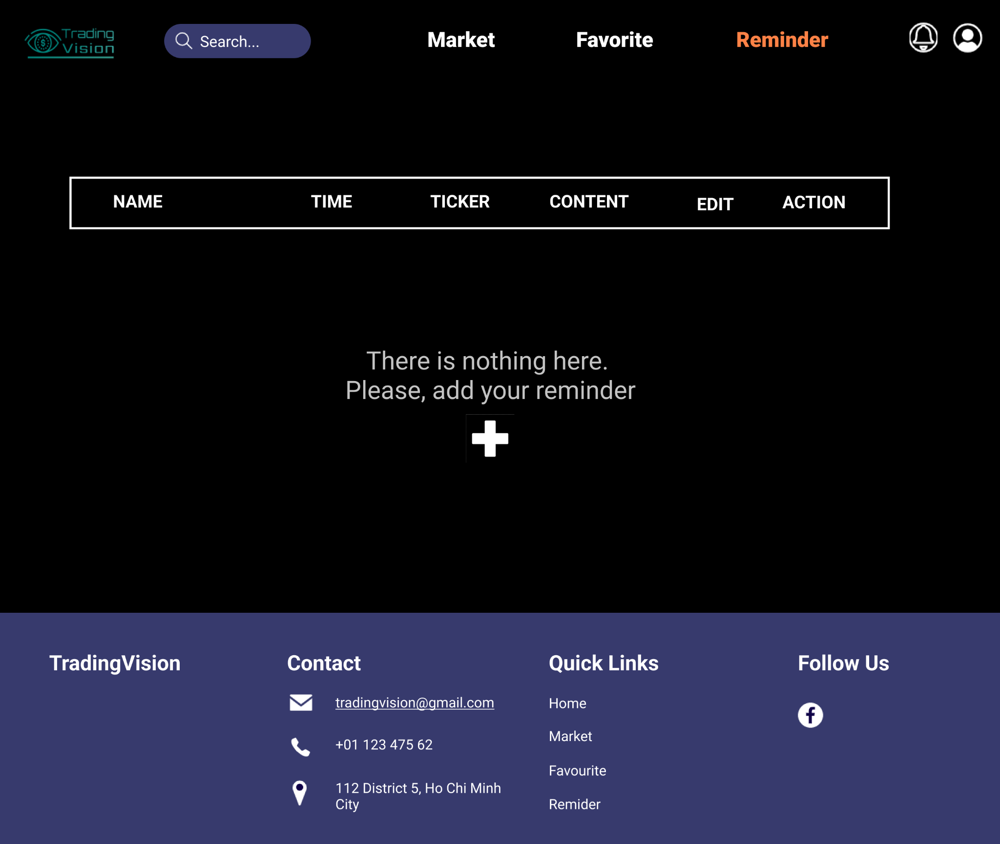 Trading
Vision
Search...
Market
Favorite
Reminder
NAME
TIME
TICKER
CONTENT
EDIT
ACTION
There is nothing here.
Please, add your reminder
TradingVision
Contact
tradingvision@gmail.com
+01 123 475 62
112 District 5, Ho Chi Minh
City
Quick Links
Home
Market
Favourite
Remider
Follow Us